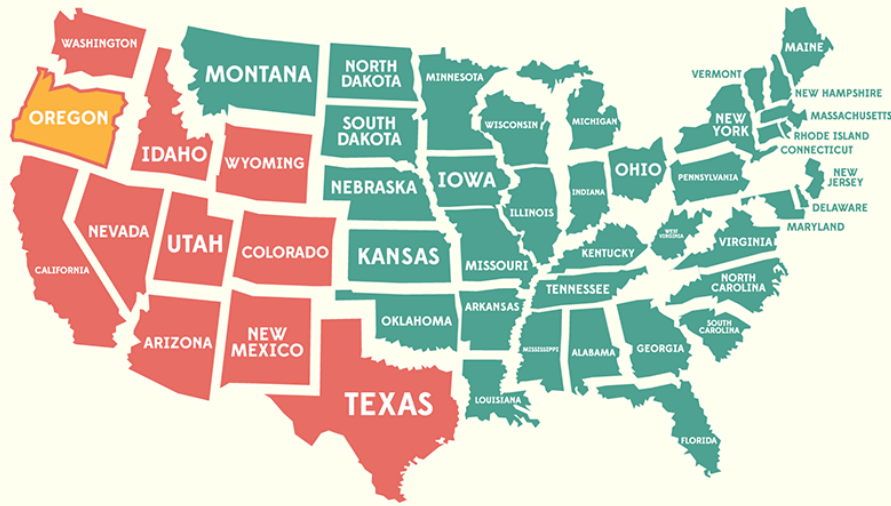 WASHINGTON
OREGON
IDAHO
MONTANA
NORTH
DAKOTA
MINNESOTA
SOUTH
DAKOTA
WISCONSIN
MICHIGAN
WYOMING
NEBRASKA
IOWA
ILLINOIS
INDIANA
OHIO
PENNSYLVANIA
NEW
YORK
VERMONT
MAINE
NEW HAMPSHIRE
MASSACHUSETTS
RHODE ISLAND
CONNECTICUT
NEW
JERSEY
DELAWARE
MARYLAND
CALIFORNIA
NEVADA
UTAH
COLORADO
KANSAS
MISSOURI
KENTUCKY
WEST
VIRGINIA
VIRGINIA
ARIZONA
NEW
MEXICO
OKLAHOMA
ARKANSAS
TENNESSEE
NORTH
CAROLINA
SOUTH
CAROLINA
TEXAS
LOUISIANA
MISSISSIPPI
ALABAMA
GEORGIA
FLORIDA